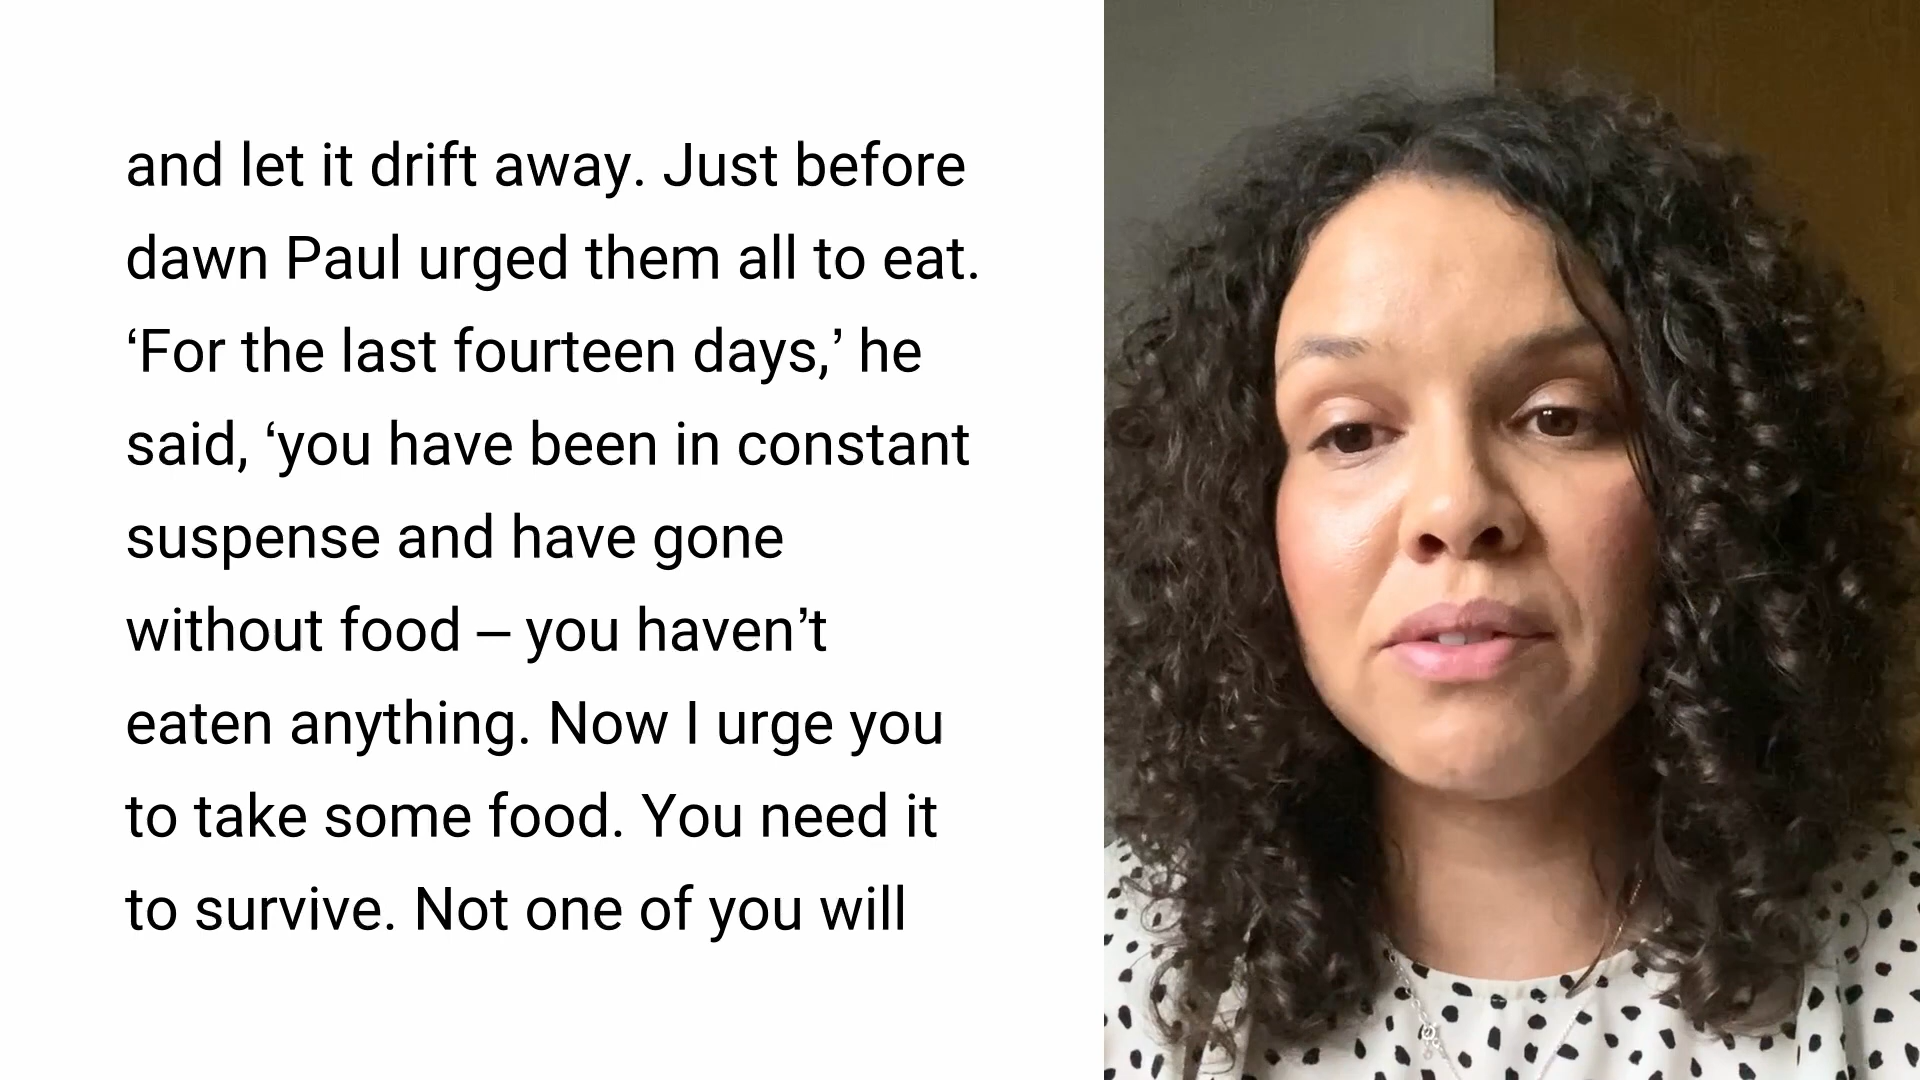 and let it drift away. Just before
dawn Paul urged them all to eat.
‘For the last fourteen days,’ he
said, ‘you have been in constant
suspense and have gone
without food – you haven’t
eaten anything. Now I urge you
to take some food. You need it
to survive. Not one of you will